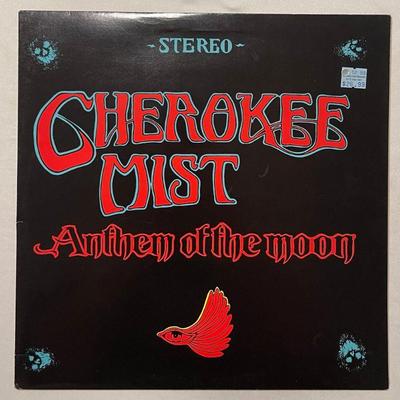 -STEREO-
CHEROKEE
MIST
Anthem of the moon